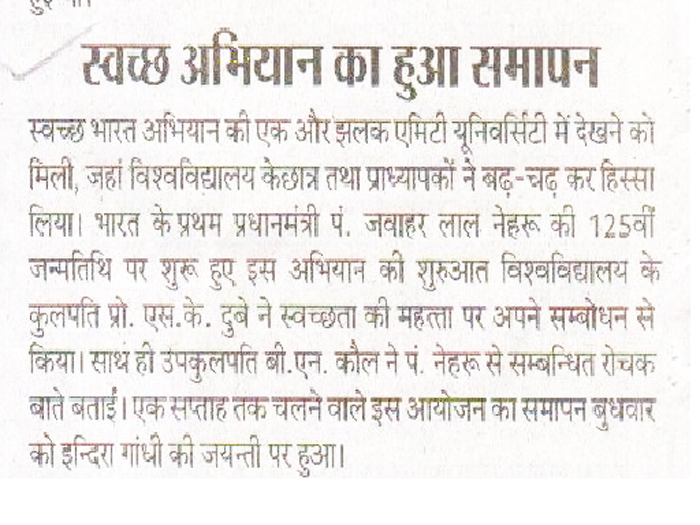 स्वच्छ अभियान का हुआ समापन
स्वच्छ भारत अभियान की एक और झलक एमिटी यूनिवर्सिटी में देखने को
मिली, जहां विश्वविद्यालय केछात्र तथा प्राध्यापकों ने बढ़-चढ़ कर हिस्सा
लिया। भारत के प्रथम प्रधानमंत्री पं. जवाहर लाल नेहरू की 125वीं
जन्मतिथि पर शुरू हुए इस अभियान की शुरुआत विश्वविद्यालय के
कुलपति प्रो. एस.के. दुबे ने स्वच्छता की महत्ता पर अपने सम्बोधन से
किया। साथ ही उपकुलपति बी.एन. कौल ने पं. नेहरू से सम्बन्धित रोचक
बाते बताईं। एक सप्ताह तक चलने वाले इस आयोजन का समापन बुधवार
को इन्दिरा गांधी की जयन्ती पर हुआ।